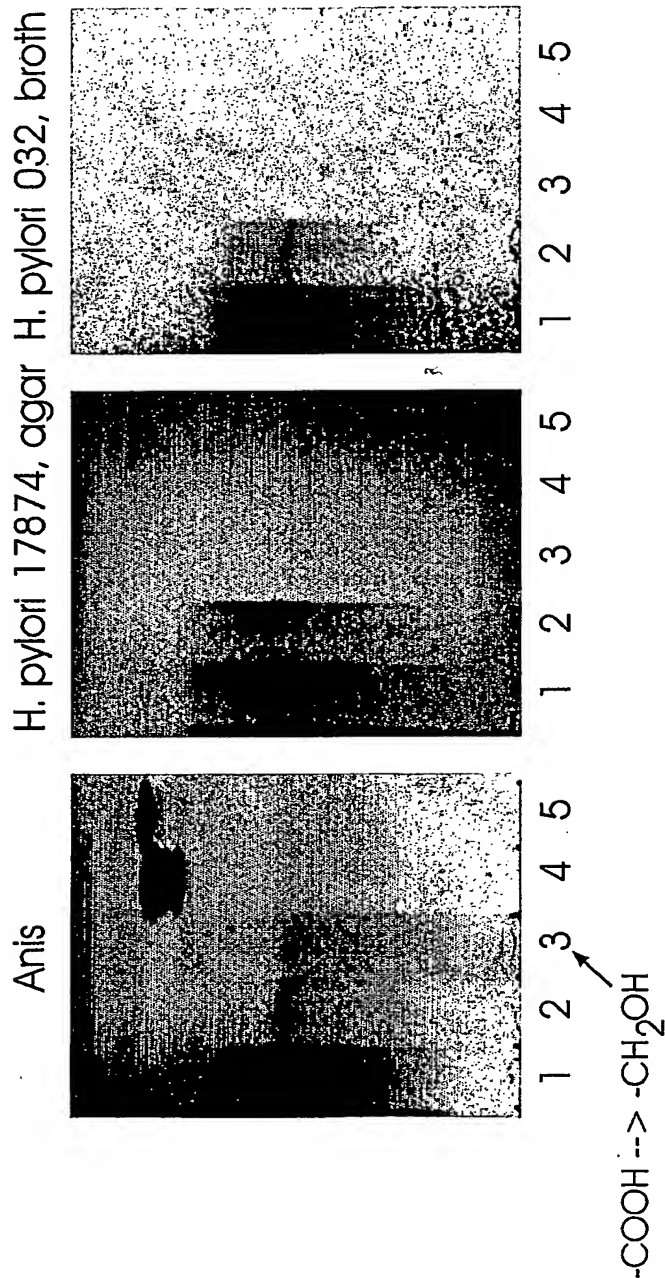 Anis
H. pylori 17874, agar
H. pylori 032, broth
1 2 3 4 5
1 2 3 4 5
1 2 3 4 5
-COOH --> -CH₂OH